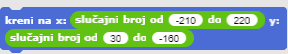 kreni na x: slučajni broj od -210 do 220 y:
slučajni broj od 30 do -160